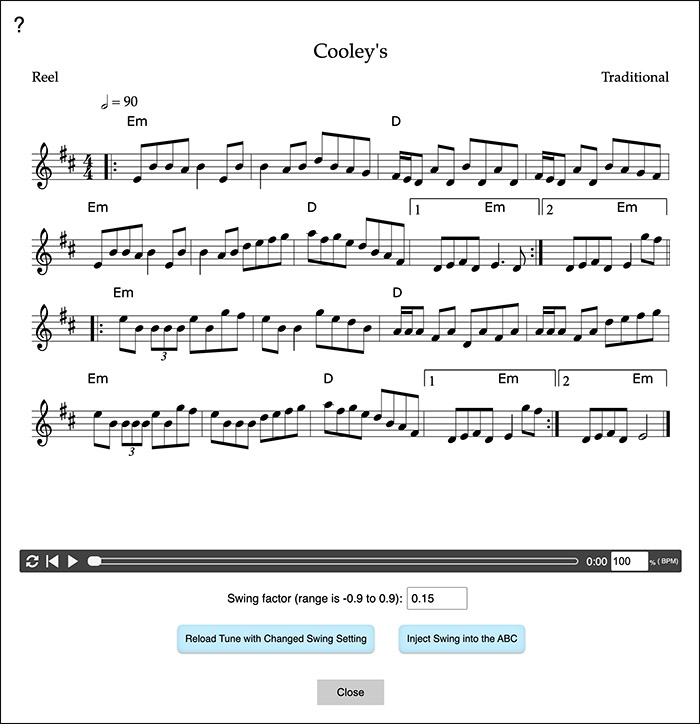 ?
Cooley's
Reel Traditional
= 90
Em D
4
4
Em D 1 Em 2 Em
Em D
3
Em D 1 Em 2 Em
3
0:00 100 % ( BPM)
Swing factor (range is -0.9 to 0.9): 0.15
Reload Tune with Changed Swing Setting Inject Swing into the ABC
Close